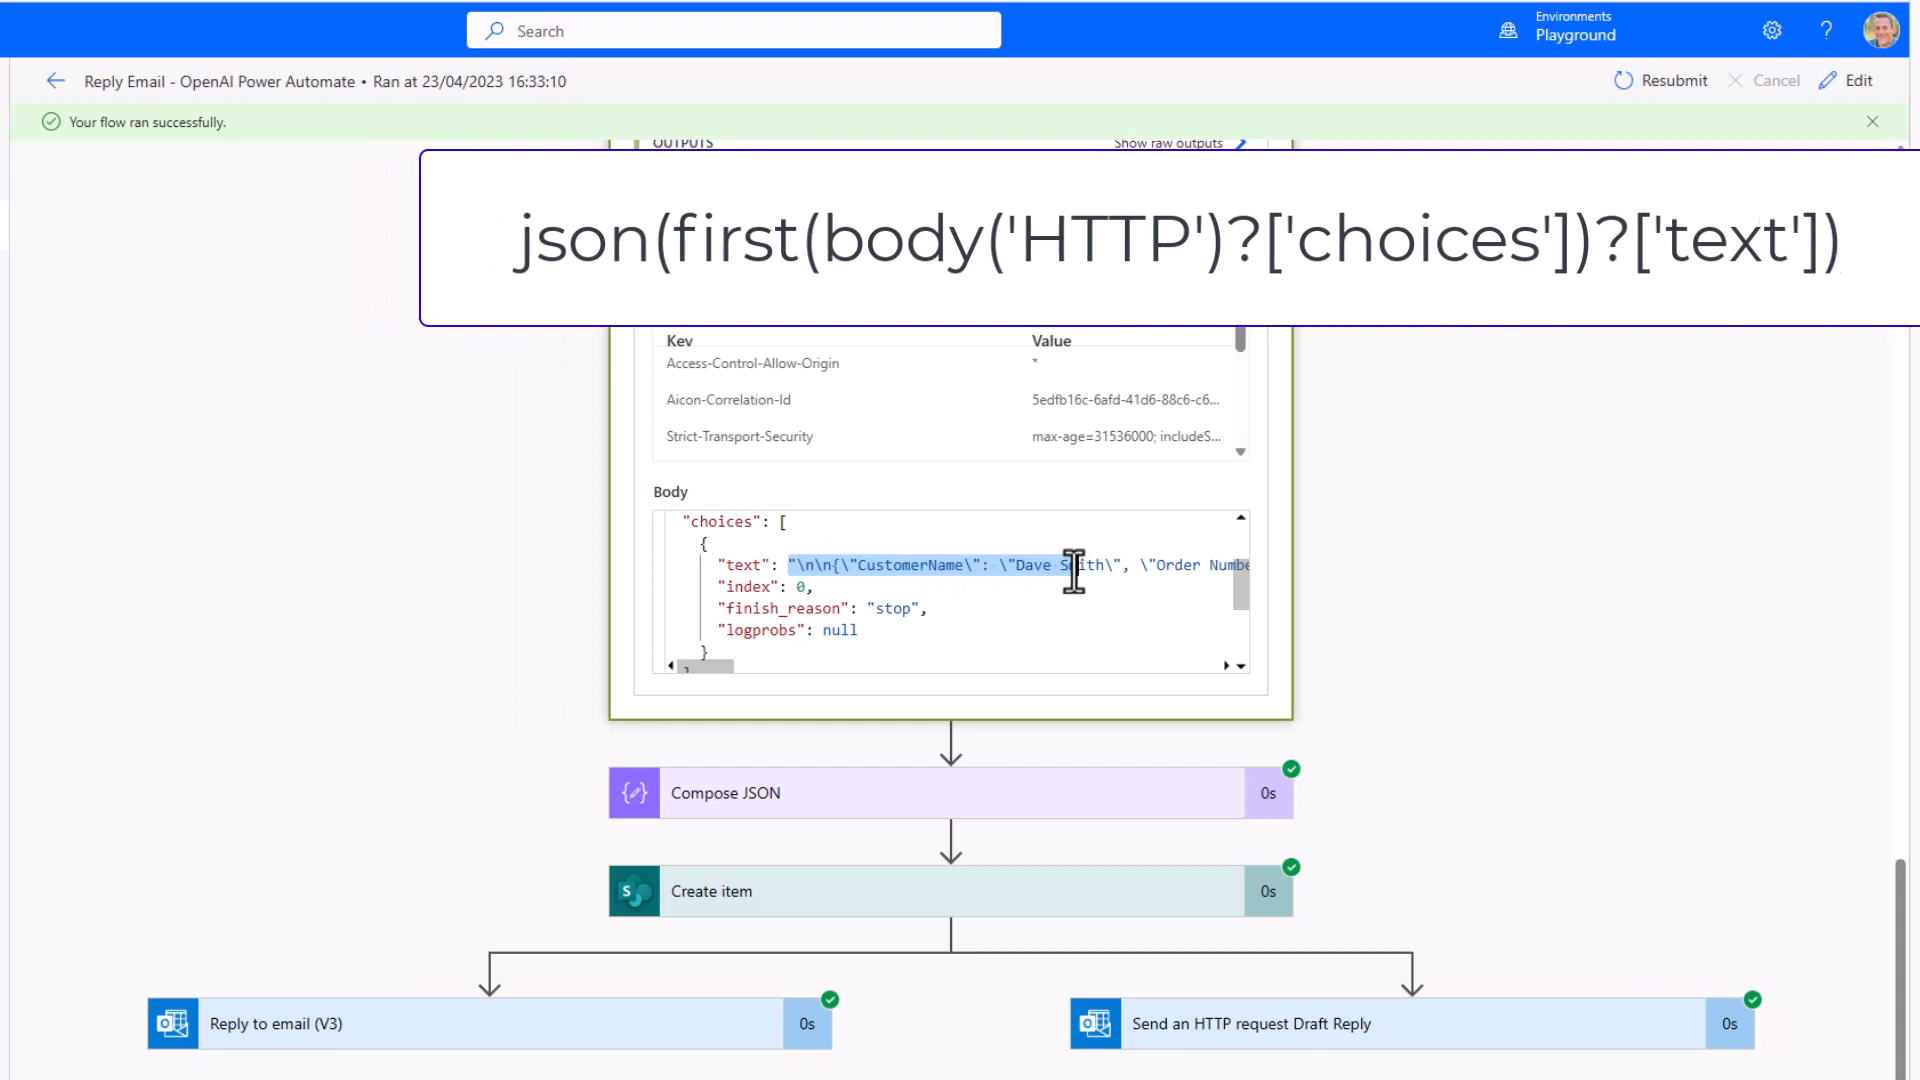 Search
Environments
Playground
?
Reply Email - OpenAI Power Automate • Ran at 23/04/2023 16:33:10
Resubmit
Cancel
Edit
Your flow ran successfully.
OUTPUTS
Show raw outputs
json(first(body('HTTP')?['choices'])?['text'])
Key Value
Access-Control-Allow-Origin *
Aicon-Correlation-Id 5edfb16c-6afd-41d6-88c6-c6...
Strict-Transport-Security max-age=31536000; includeS...
Body
"choices": [
{
"text": "\n\n{\"CustomerName\": \"Dave Smith\", \"Order Numbe
"index": 0,
"finish_reason": "stop",
"logprobs": null
}
]
Compose JSON 0s
Create item 0s
Reply to email (V3) 0s
Send an HTTP request Draft Reply 0s